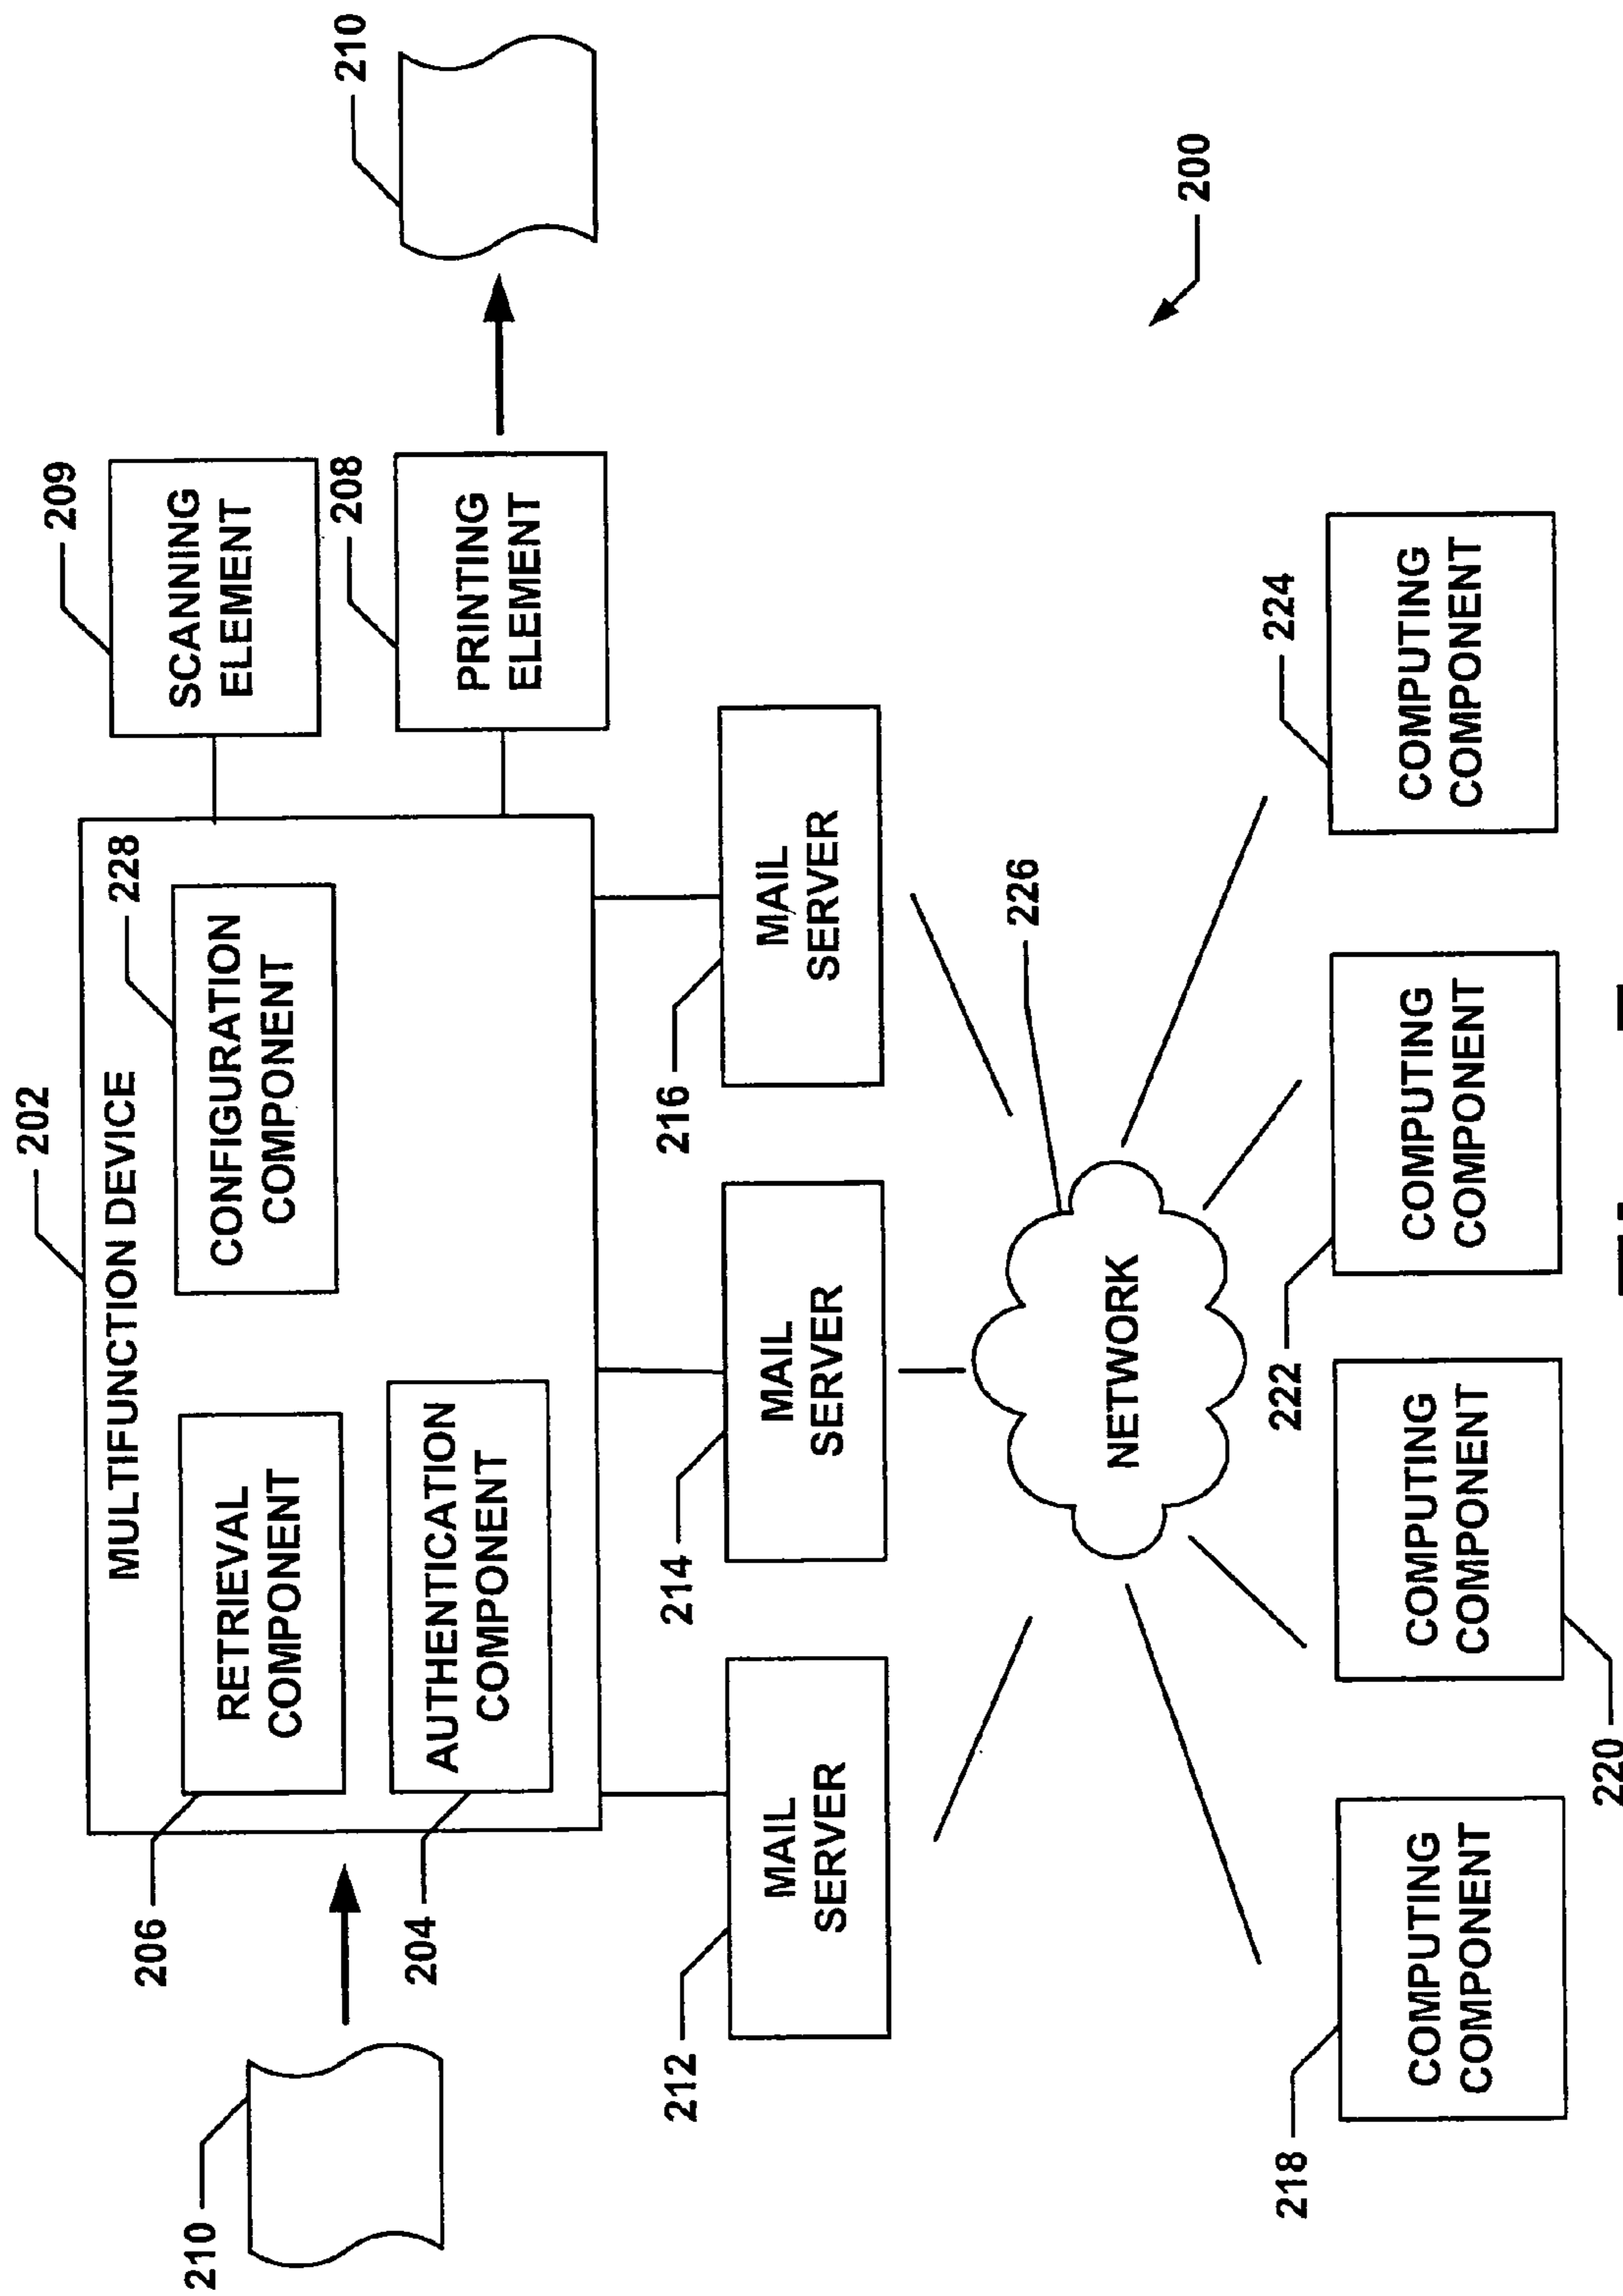 202
MULTIFUNCTION DEVICE
206
RETRIEVAL
COMPONENT
228
CONFIGURATION
COMPONENT
204
AUTHENTICATION
COMPONENT
209
SCANNING
ELEMENT
208
PRINTING
ELEMENT
210
210
212
MAIL
SERVER
214
MAIL
SERVER
216
MAIL
SERVER
226
NETWORK
200
218
COMPUTING
COMPONENT
220
COMPUTING
COMPONENT
222
COMPUTING
COMPONENT
224
COMPUTING
COMPONENT